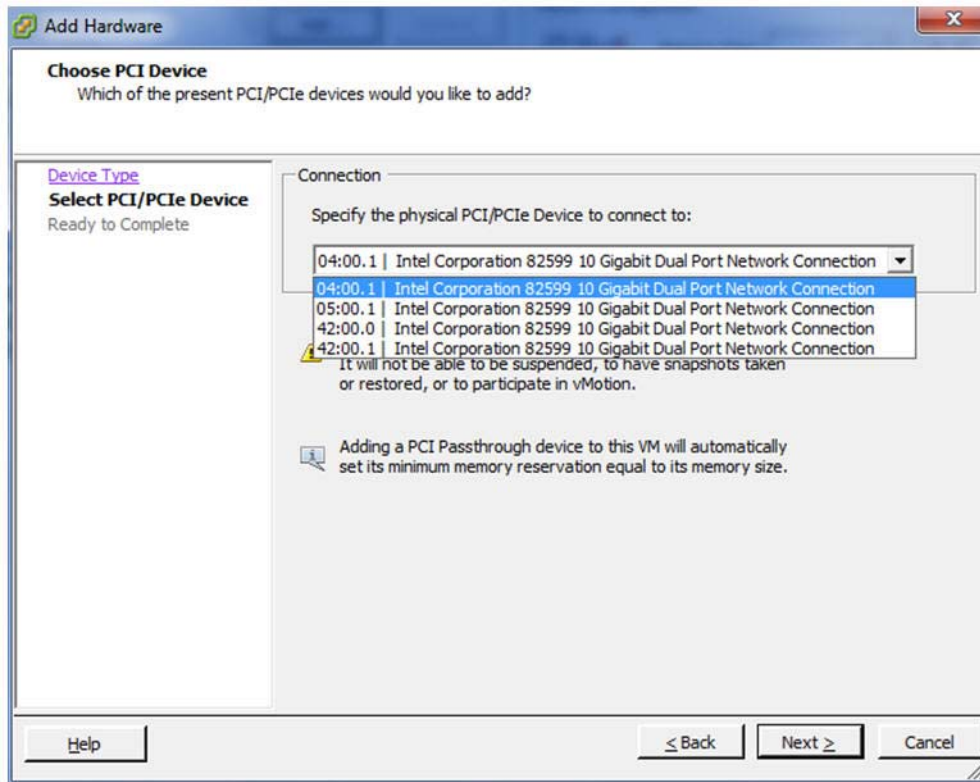 Add Hardware
Choose PCI Device
Which of the present PCI/PCIe devices would you like to add?
Device Type
Select PCI/PCIe Device
Ready to Complete
Connection
Specify the physical PCI/PCIe Device to connect to:
04:00.1 | Intel Corporation 82599 10 Gigabit Dual Port Network Connection
04:00.1 | Intel Corporation 82599 10 Gigabit Dual Port Network Connection
05:00.1 | Intel Corporation 82599 10 Gigabit Dual Port Network Connection
42:00.0 | Intel Corporation 82599 10 Gigabit Dual Port Network Connection
42:00.1 | Intel Corporation 82599 10 Gigabit Dual Port Network Connection
It will not be able to be suspended, to have snapshots taken
or restored, or to participate in vMotion.
Adding a PCI Passthrough device to this VM will automatically
set its minimum memory reservation equal to its memory size.
Help
< Back
Next >
Cancel